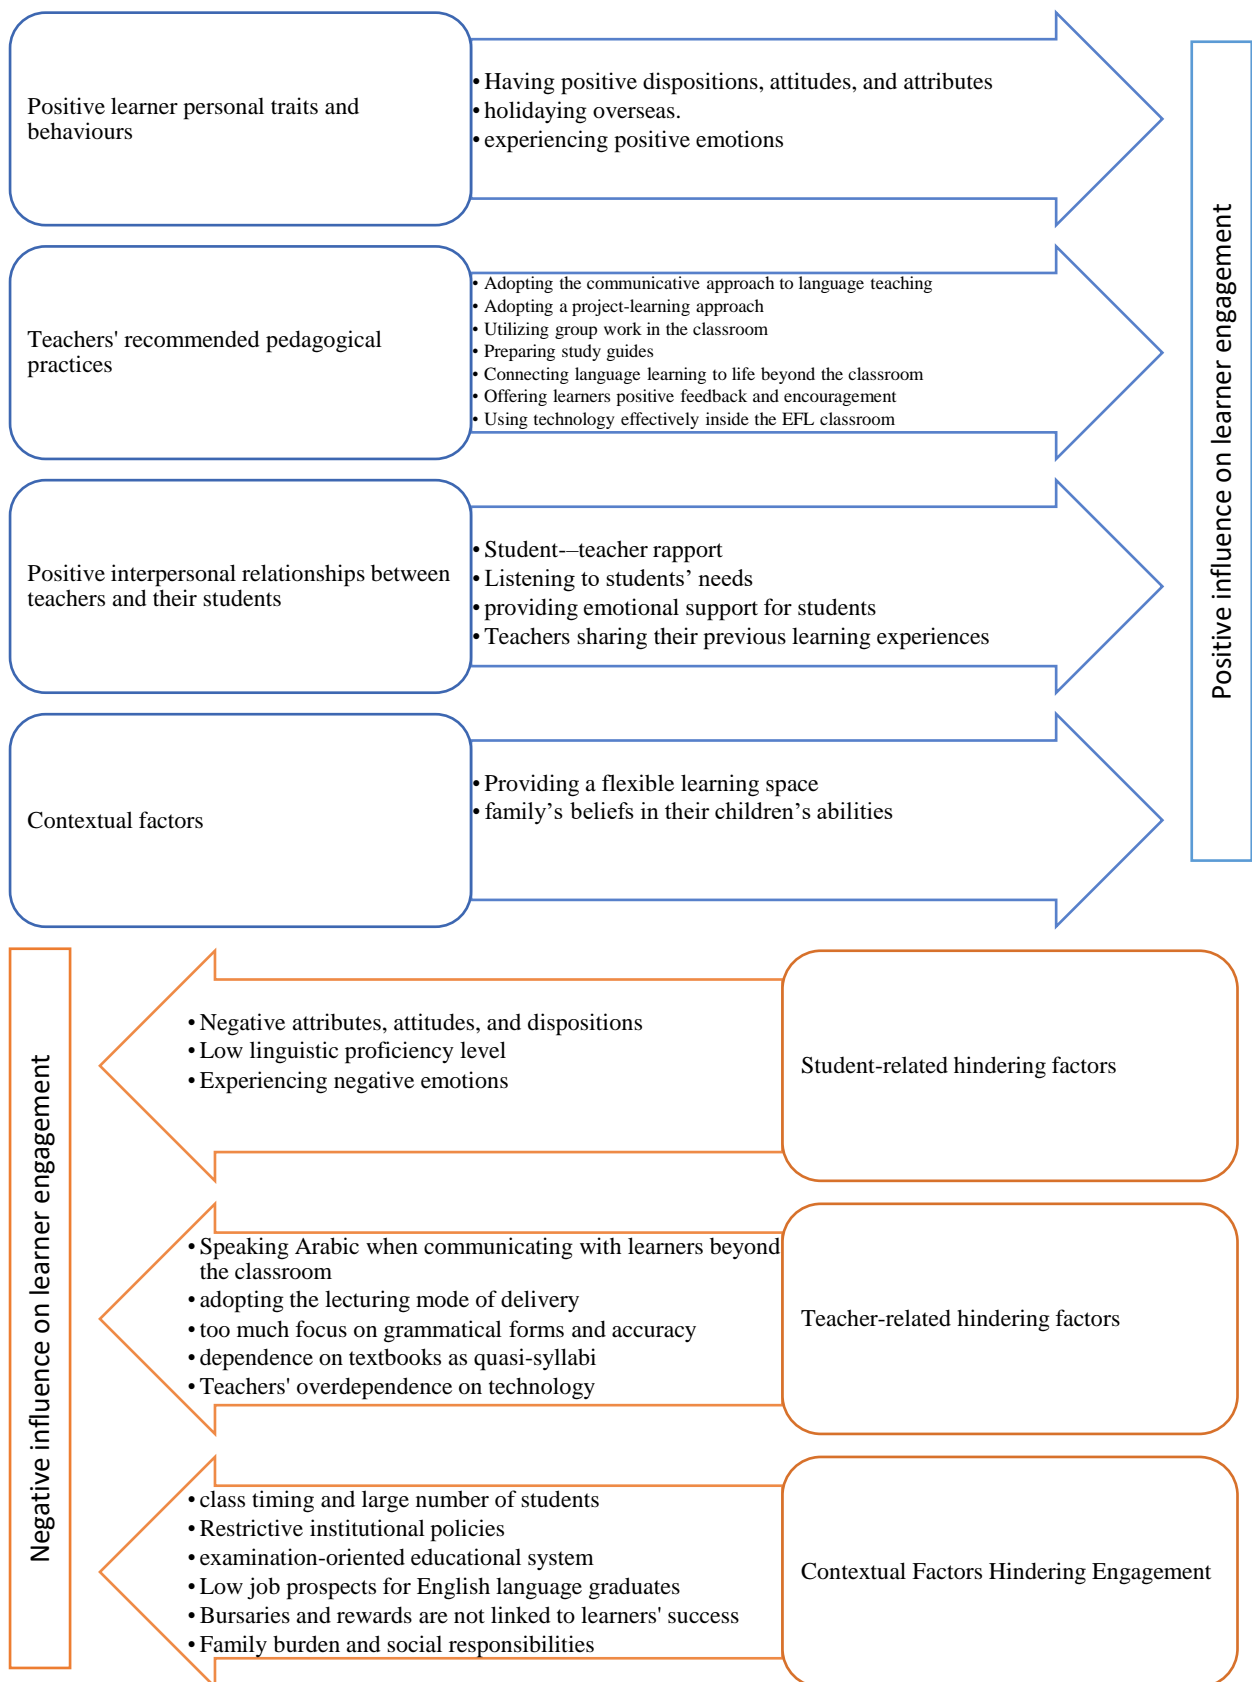 Positive learner personal traits and
behaviours
• Having positive dispositions, attitudes, and attributes
• holidaying overseas.
• experiencing positive emotions
Teachers' recommended pedagogical
practices
• Adopting the communicative approach to language teaching
• Adopting a project-learning approach
• Utilizing group work in the classroom
• Preparing study guides
• Connecting language learning to life beyond the classroom
• Offering learners positive feedback and encouragement
• Using technology effectively inside the EFL classroom
Positive interpersonal relationships between
teachers and their students
• Student-–teacher rapport
• Listening to students’ needs
• providing emotional support for students
• Teachers sharing their previous learning experiences
Contextual factors
• Providing a flexible learning space
• family’s beliefs in their children’s abilities
Positive influence on learner engagement
Negative influence on learner engagement
• Negative attributes, attitudes, and dispositions
• Low linguistic proficiency level
• Experiencing negative emotions
Student-related hindering factors
• Speaking Arabic when communicating with learners beyond
the classroom
• adopting the lecturing mode of delivery
• too much focus on grammatical forms and accuracy
• dependence on textbooks as quasi-syllabi
• Teachers' overdependence on technology
Teacher-related hindering factors
• class timing and large number of students
• Restrictive institutional policies
• examination-oriented educational system
• Low job prospects for English language graduates
• Bursaries and rewards are not linked to learners' success
• Family burden and social responsibilities
Contextual Factors Hindering Engagement